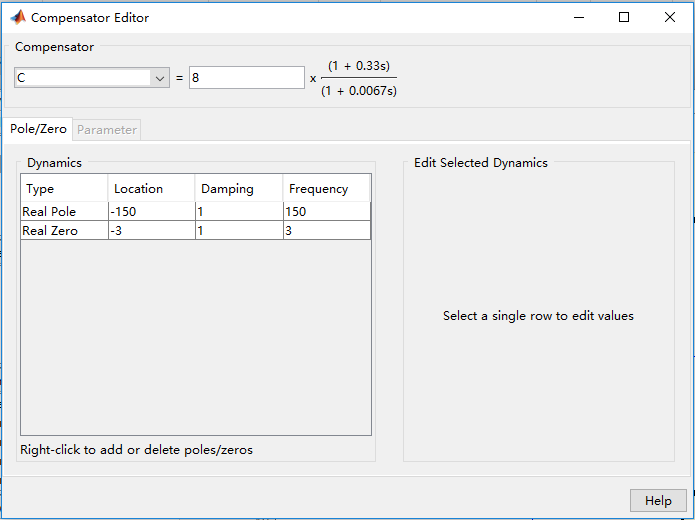 Compensator Editor
Compensator
C = 8 x (1 + 0.33s)
(1 + 0.0067s)
Pole/Zero Parameter
Dynamics
Type Location Damping Frequency
Real Pole -150 1 150
Real Zero -3 1 3
Right-click to add or delete poles/zeros
Edit Selected Dynamics
Select a single row to edit values
Help